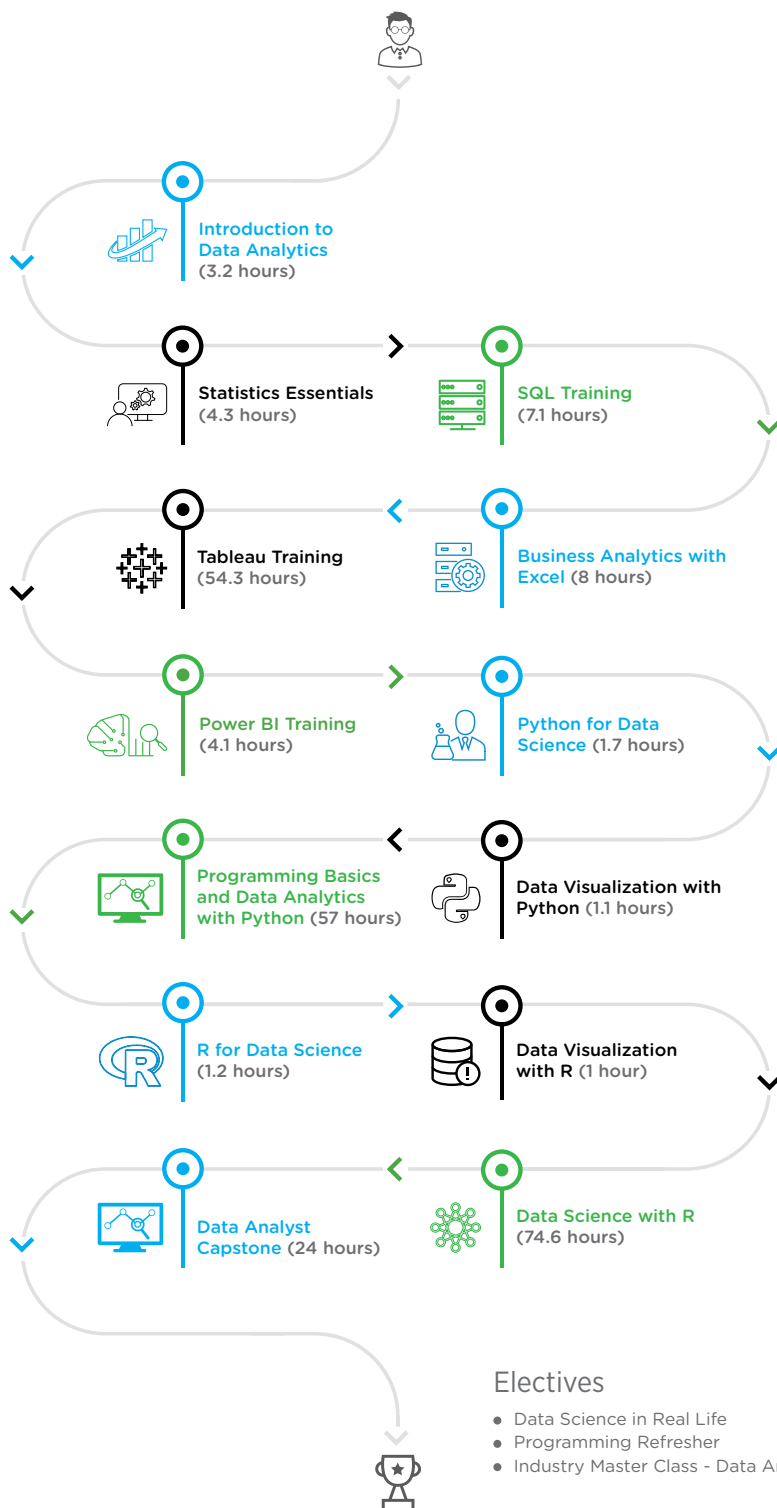 Introduction to
Data Analytics
(3.2 hours)
Statistics Essentials
(4.3 hours)
SQL Training
(7.1 hours)
Business Analytics with
Excel (8 hours)
Tableau Training
(54.3 hours)
Power BI Training
(4.1 hours)
Python for Data
Science (1.7 hours)
Data Visualization with
Python (1.1 hours)
Programming Basics
and Data Analytics
with Python (57 hours)
R for Data Science
(1.2 hours)
Data Visualization
with R (1 hour)
Data Science with R
(74.6 hours)
Data Analyst
Capstone (24 hours)
Electives
• Data Science in Real Life
• Programming Refresher
• Industry Master Class - Data